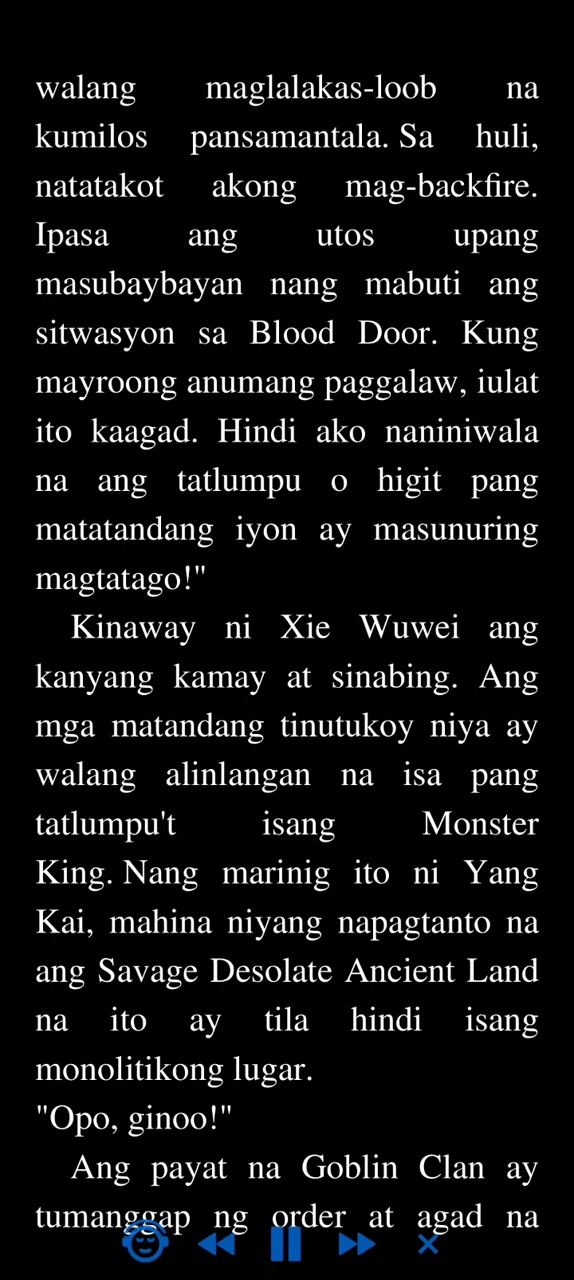 walang maglalakas-loob na
kumilos pansamantala. Sa huli,
natatakot akong mag-backfire.
Ipasa ang utos upang
masubaybayan nang mabuti ang
sitwasyon sa Blood Door. Kung
mayroong anumang paggalaw, iulat
ito kaagad. Hindi ako naniniwala
na ang tatlumpu o higit pang
matatandang iyon ay masunuring
magtatago!"
Kinaway ni Xie Wuwei ang
kanyang kamay at sinabing. Ang
mga matandang tinutukoy niya ay
walang alinlangan na isa pang
tatlumpu't isang Monster
King. Nang marinig ito ni Yang
Kai, mahina niyang napagtanto na
ang Savage Desolate Ancient Land
na ito ay tila hindi isang
monolitikong lugar.
"Opo, ginoo!"
Ang payat na Goblin Clan ay
tumanggap ng order at agad na